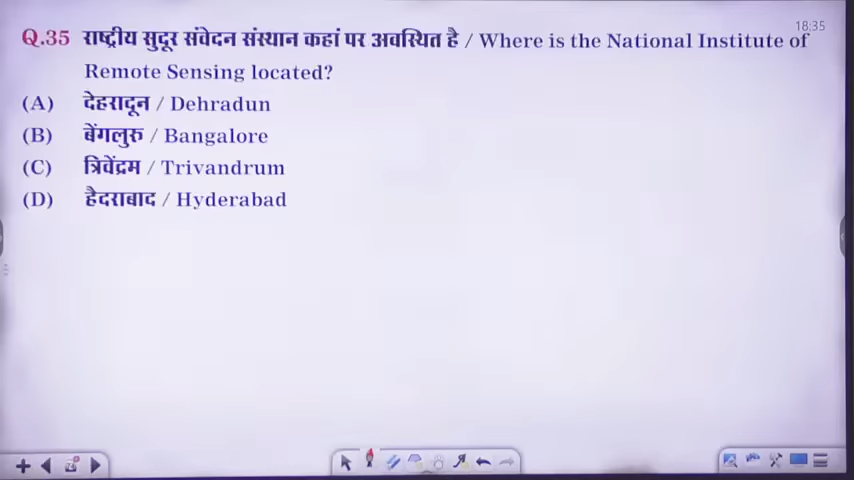 18:35
Q.35 राष्ट्रीय सुदूर संवेदन संस्थान कहां पर अवस्थित है / Where is the National Institute of
Remote Sensing located?
(A) देहरादून / Dehradun
(B) बेंगलुरु / Bangalore
(C) त्रिवेंद्रम / Trivandrum
(D) हैदराबाद / Hyderabad